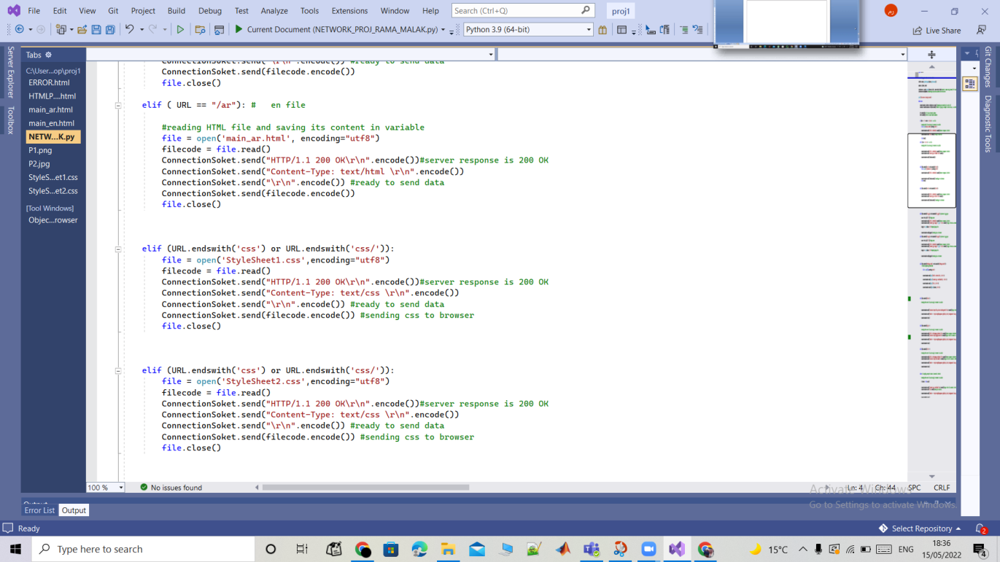 File Edit View Git Project Build Debug Test Analyze Tools Extensions Window Help Search (Ctrl+Q) proj1
Current Document (NETWORK_PROJ_RAMA_MALAK.py) Python 3.9 (64-bit) Live Share
Server Explorer
Toolbox
Tabs
C:\User...op\proj1
ERROR.html
HTMLP....html
main_ar.html
main_en.html
NETW...K.py
P1.png
P2.jpg
StyleS...et1.css
StyleS...et2.css
[Tool Windows]
Objec...rowser
ConnectionSoket.send("\r\n".encode()) #ready to send data
ConnectionSoket.send(filecode.encode())
file.close()
elif ( URL == "/ar"): # en file
#reading HTML file and saving its content in variable
file = open('main_ar.html', encoding="utf8")
filecode = file.read()
ConnectionSoket.send("HTTP/1.1 200 OK\r\n".encode())#server response is 200 OK
ConnectionSoket.send("Content-Type: text/html \r\n".encode())
ConnectionSoket.send("\r\n".encode()) #ready to send data
ConnectionSoket.send(filecode.encode())
file.close()
elif (URL.endswith('css') or URL.endswith('css/')):
file = open('StyleSheet1.css',encoding="utf8")
filecode = file.read()
ConnectionSoket.send("HTTP/1.1 200 OK\r\n".encode())#server response is 200 OK
ConnectionSoket.send("Content-Type: text/css \r\n".encode())
ConnectionSoket.send("\r\n".encode()) #ready to send data
ConnectionSoket.send(filecode.encode()) #sending css to browser
file.close()
elif (URL.endswith('css') or URL.endswith('css/')):
file = open('StyleSheet2.css',encoding="utf8")
filecode = file.read()
ConnectionSoket.send("HTTP/1.1 200 OK\r\n".encode())#server response is 200 OK
ConnectionSoket.send("Content-Type: text/css \r\n".encode())
ConnectionSoket.send("\r\n".encode()) #ready to send data
ConnectionSoket.send(filecode.encode()) #sending css to browser
file.close()
Git Changes
Diagnostic Tools
100 % No issues found Ln: 4 Ch: 44 SPC CRLF
Activate Windows
Go to Settings to activate Windows.
Output
Error List Output
Ready Select Repository 2
Type here to search 15°C ENG 18:36
15/05/2022 4